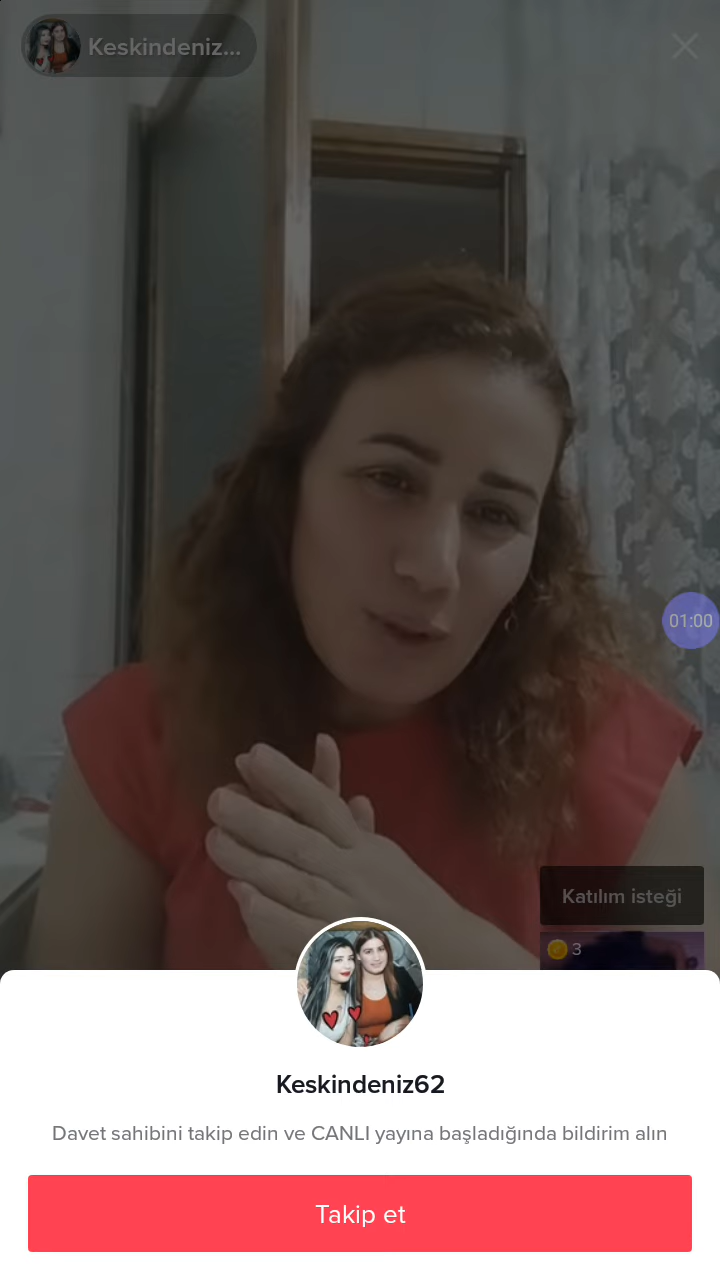 Keskindeniz...
01:00
Katılım isteği
3
Keskindeniz62
Davet sahibini takip edin ve CANLI yayına başladığında bildirim alın
Takip et